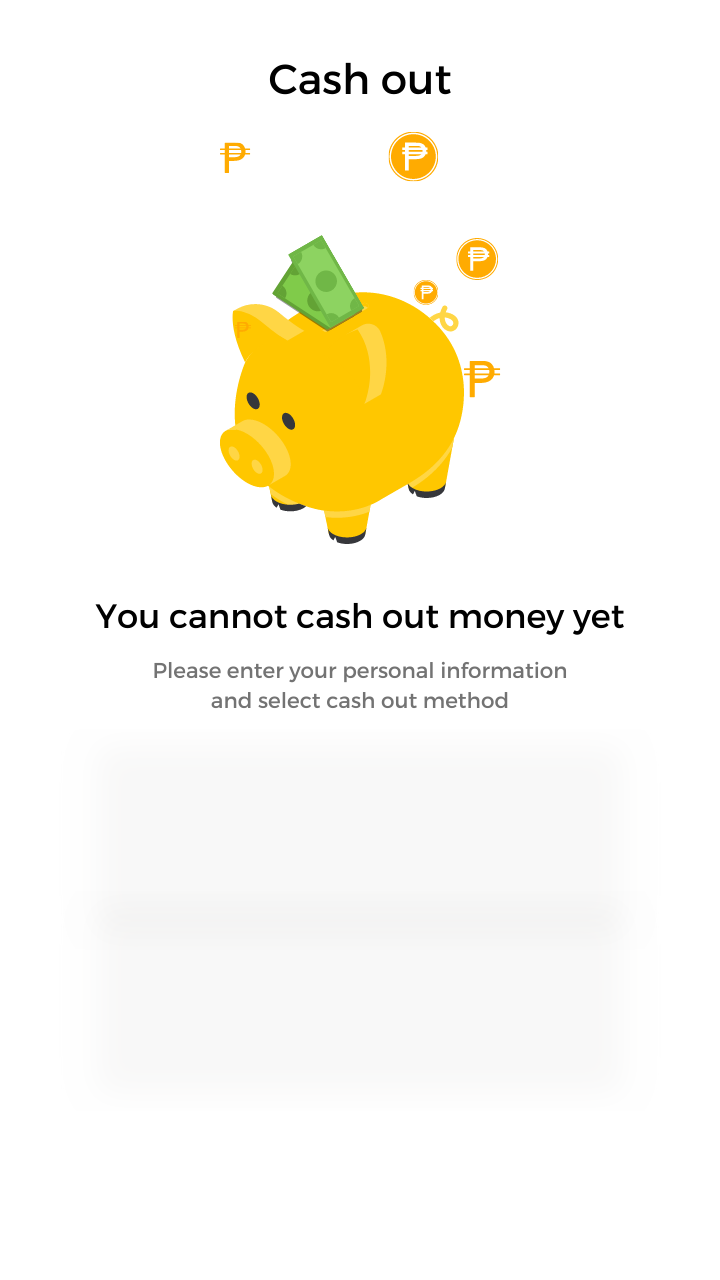 Cash out
₱
₱
₱
₱
₱
₱
You cannot cash out money yet
Please enter your personal information
and select cash out method